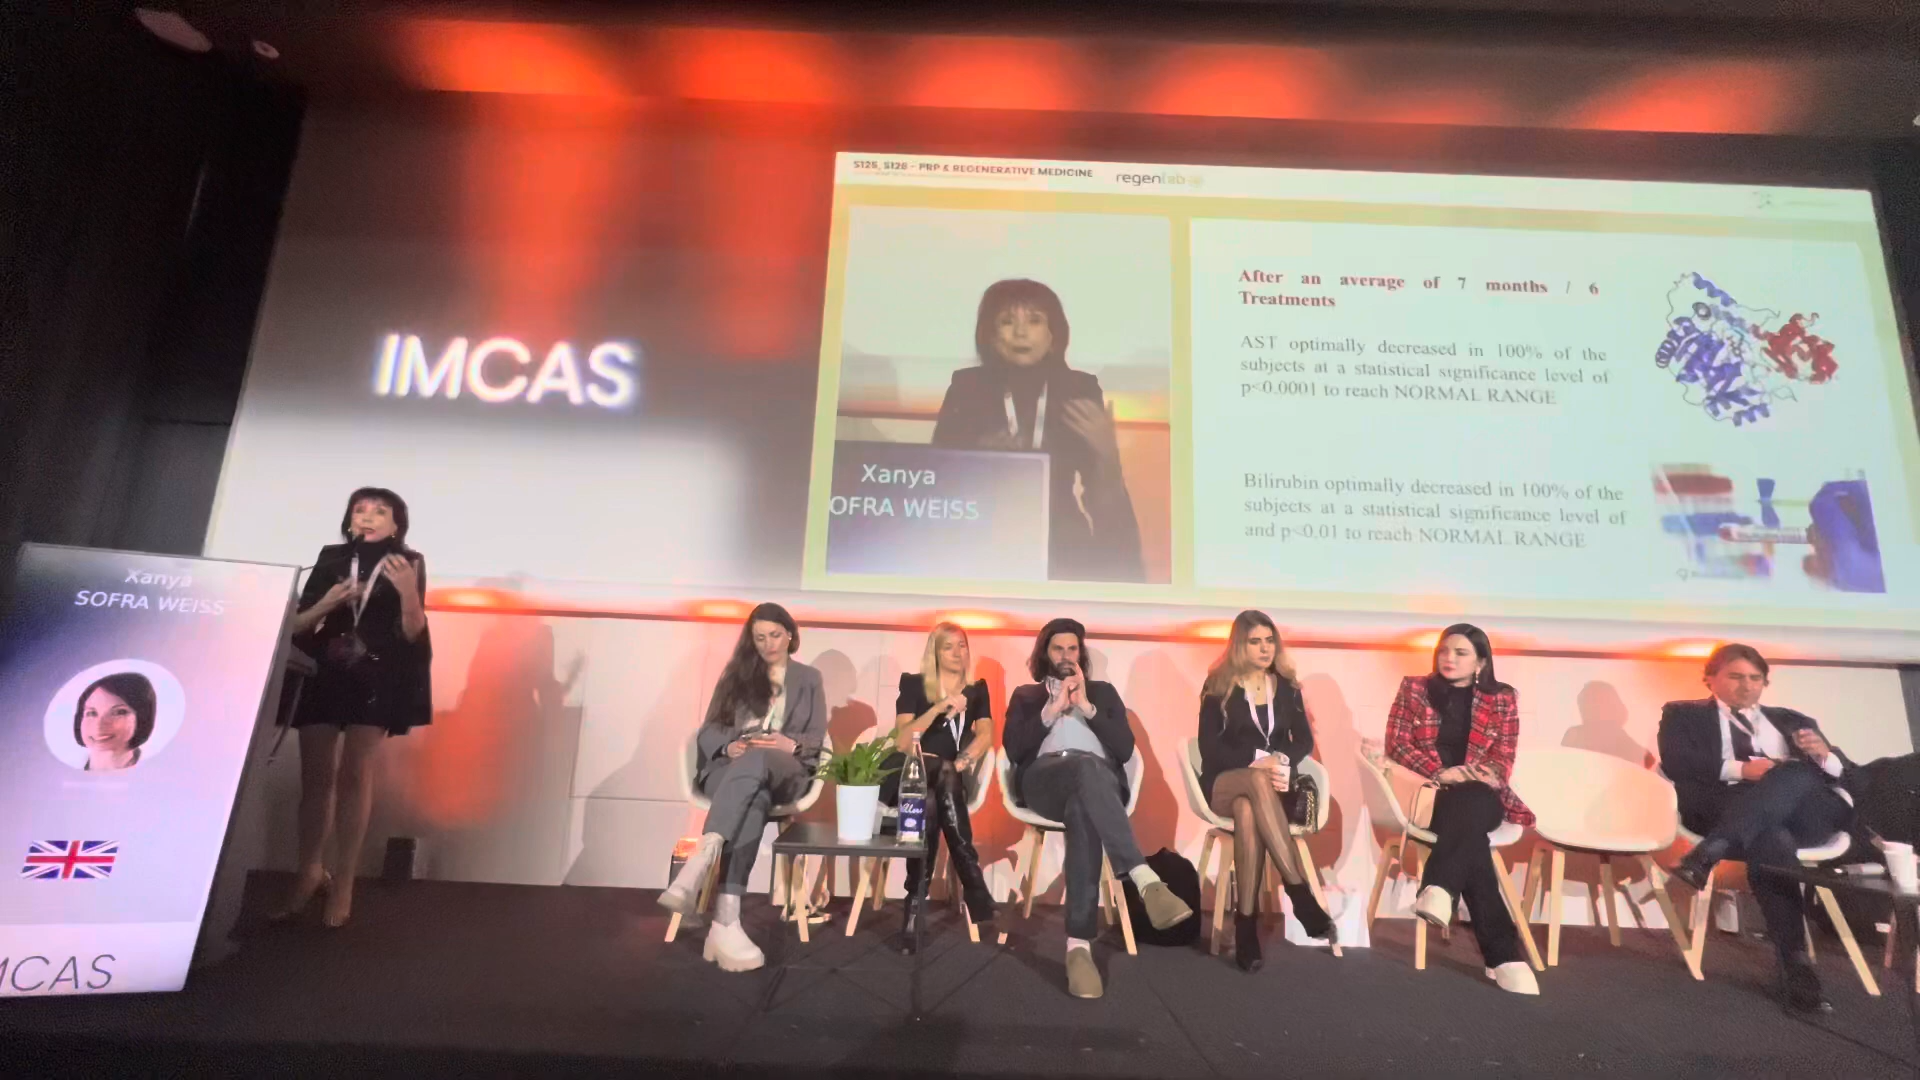 S125, S128 - PRP & REGENERATIVE MEDICINE
regenlab
IMCAS
After an average of 7 months / 6
Treatments
AST optimally decreased in 100% of the
subjects at a statistical significance level of
p<0.0001 to reach NORMAL RANGE
Bilirubin optimally decreased in 100% of the
subjects at a statistical significance level of
and p<0.01 to reach NORMAL RANGE
Xanya
OFRA WEISS
Xanya
SOFRA WEISS
MCAS